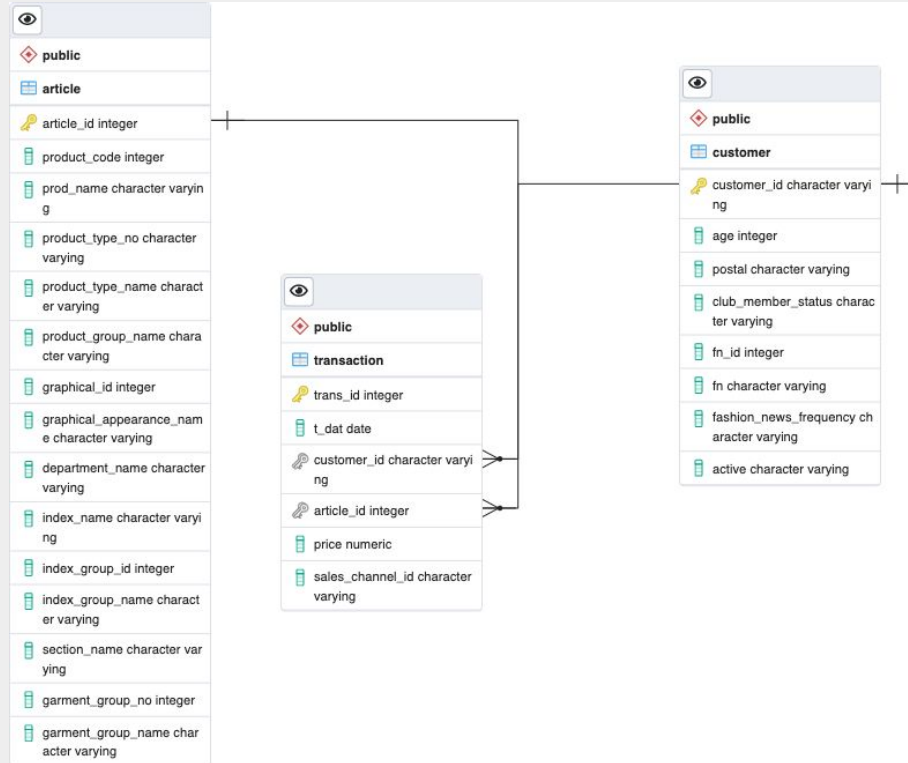 public
article
article_id integer
product_code integer
prod_name character varyin
g
product_type_no character
varying
product_type_name charact
er varying
product_group_name chara
cter varying
graphical_id integer
graphical_appearance_nam
e character varying
department_name character
varying
index_name character varyi
ng
index_group_id integer
index_group_name charact
er varying
section_name character var
ying
garment_group_no integer
garment_group_name char
acter varying
public
transaction
trans_id integer
t_dat date
customer_id character varyi
ng
article_id integer
price numeric
sales_channel_id character
varying
public
customer
customer_id character varyi
ng
age integer
postal character varying
club_member_status charac
ter varying
fn_id integer
fn character varying
fashion_news_frequency ch
aracter varying
active character varying